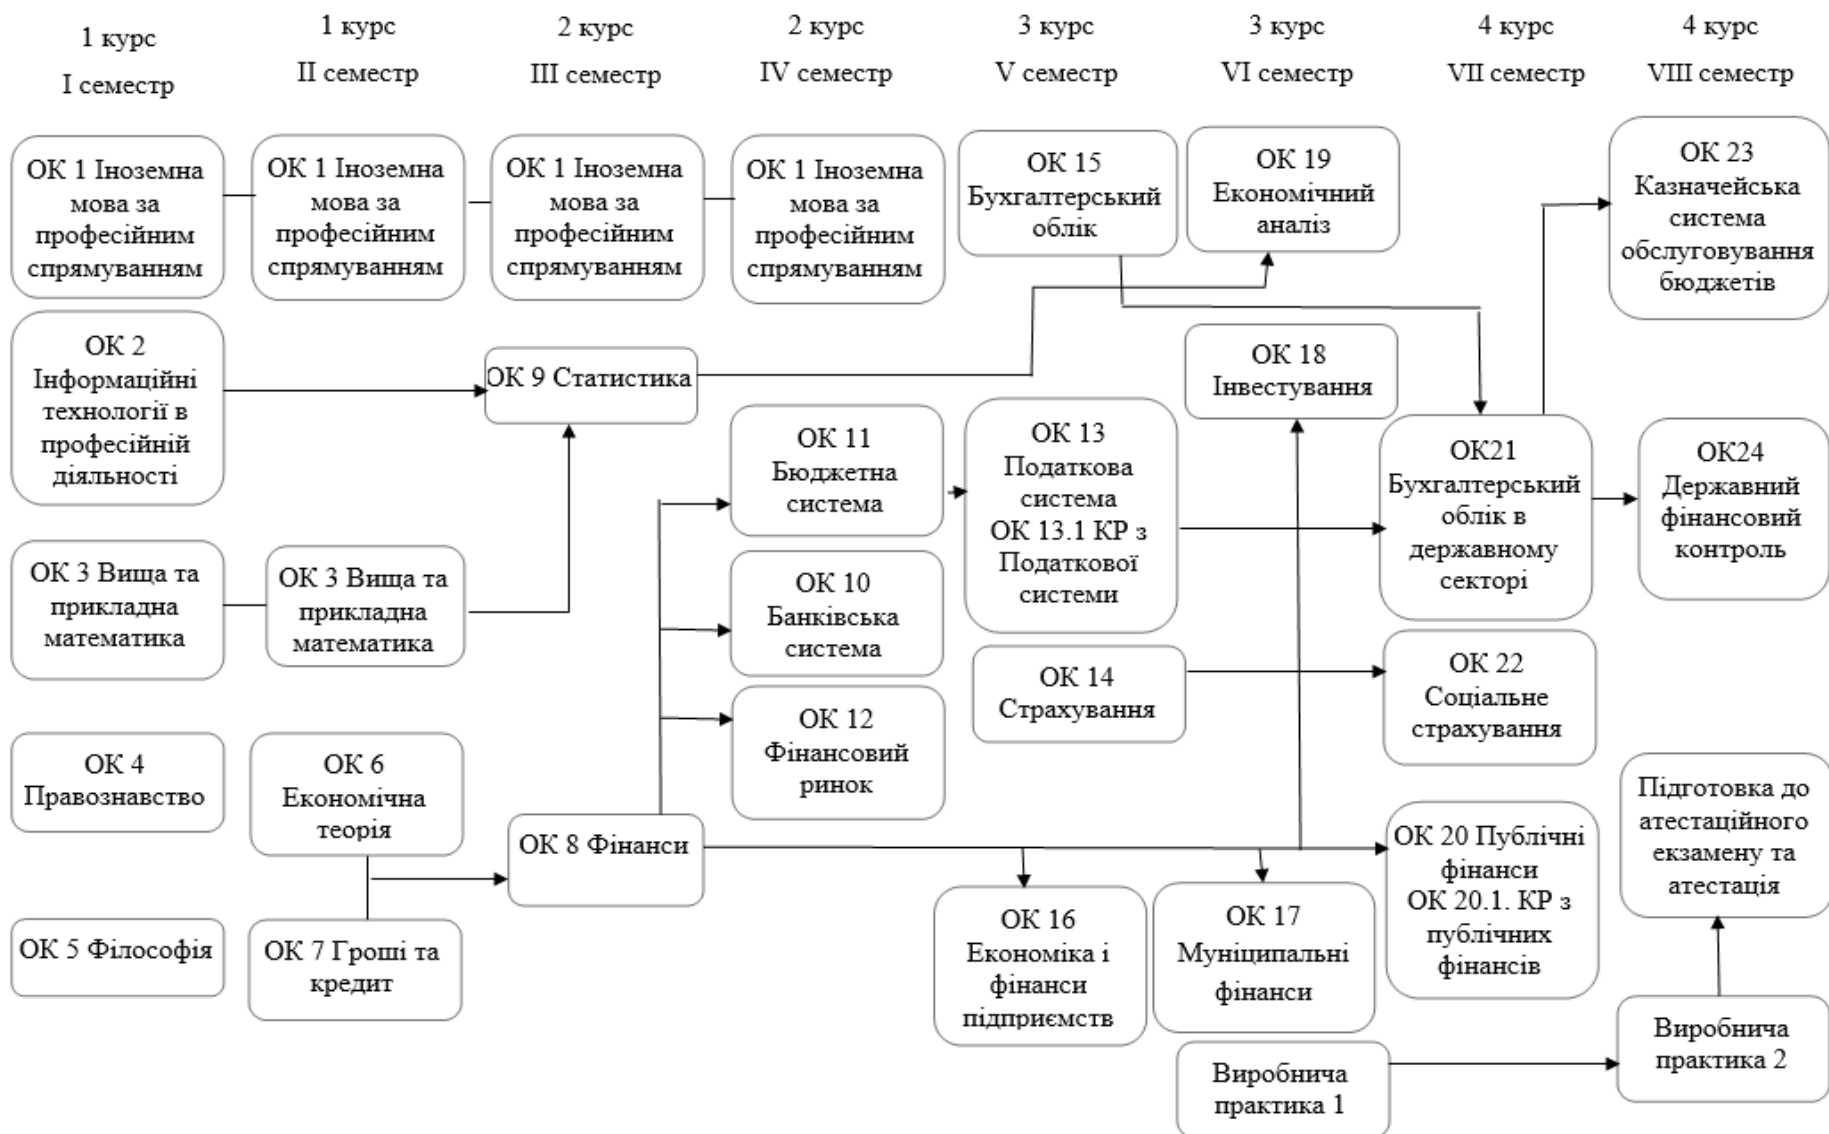 1 курс
I семестр
1 курс
II семестр
2 курс
III семестр
2 курс
IV семестр
3 курс
V семестр
3 курс
VI семестр
4 курс
VII семестр
4 курс
VIII семестр
ОК 1 Іноземна
мова за
професійним
спрямуванням
ОК 2
Інформаційні
технології в
професійній
діяльності
ОК 3 Вища та
прикладна
математика
ОК 4
Правознавство
ОК 5 Філософія
ОК 1 Іноземна
мова за
професійним
спрямуванням
ОК 3 Вища та
прикладна
математика
ОК 6
Економічна
теорія
ОК 7 Гроші та
кредит
ОК 1 Іноземна
мова за
професійним
спрямуванням
ОК 9 Статистика
ОК 8 Фінанси
ОК 1 Іноземна
мова за
професійним
спрямуванням
ОК 11
Бюджетна
система
ОК 10
Банківська
система
ОК 12
Фінансовий
ринок
ОК 15
Бухгалтерський
облік
ОК 13
Податкова
система
ОК 13.1 КР з
Податкової
системи
ОК 14
Страхування
ОК 16
Економіка і
фінанси
підприємств
ОК 19
Економічний
аналіз
ОК 18
Інвестування
ОК 17
Муніципальні
фінанси
Виробнича
практика 1
ОК21
Бухгалтерський
облік в
державному
секторі
ОК 22
Соціальне
страхування
ОК 20 Публічні
фінанси
ОК 20.1. КР з
публічних
фінансів
ОК 23
Казначейська
система
обслуговування
бюджетів
ОК24
Державний
фінансовий
контроль
Підготовка до
атестаційного
екзамену та
атестація
Виробнича
практика 2